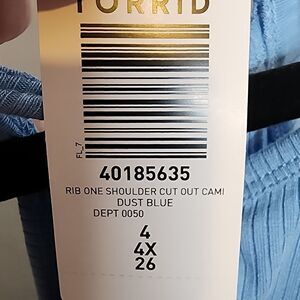 TORRID
FL_7
40185635
RIB ONE SHOULDER CUT OUT CAMI
DUST BLUE
DEPT 0050
4
4X
26